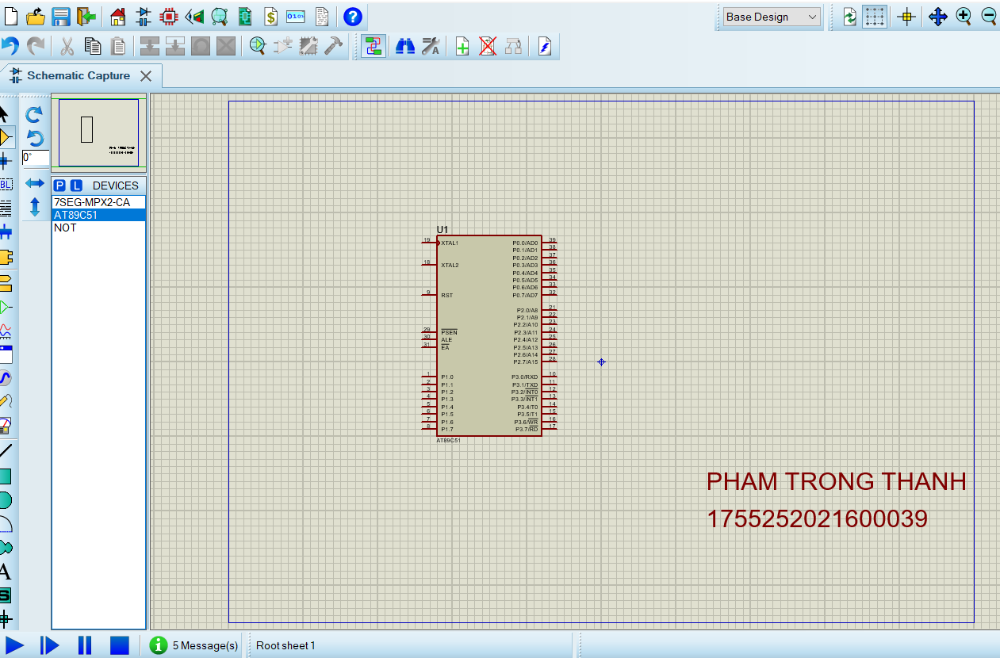 Base Design
Schematic Capture
0°
P L DEVICES
7SEG-MPX2-CA
AT89C51
NOT
U1
19 XTAL1
18 XTAL2
9 RST
29 PSEN
30 ALE
31 EA
1 P1.0
2 P1.1
3 P1.2
4 P1.3
5 P1.4
6 P1.5
7 P1.6
8 P1.7
P0.0/AD0 39
P0.1/AD1 38
P0.2/AD2 37
P0.3/AD3 36
P0.4/AD4 35
P0.5/AD5 34
P0.6/AD6 33
P0.7/AD7 32
P2.0/A8 21
P2.1/A9 22
P2.2/A10 23
P2.3/A11 24
P2.4/A12 25
P2.5/A13 26
P2.6/A14 27
P2.7/A15 28
P3.0/RXD 10
P3.1/TXD 11
P3.2/INT0 12
P3.3/INT1 13
P3.4/T0 14
P3.5/T1 15
P3.6/WR 16
P3.7/RD 17
AT89C51
PHAM TRONG THANH
1755252021600039
5 Message(s)
Root sheet 1